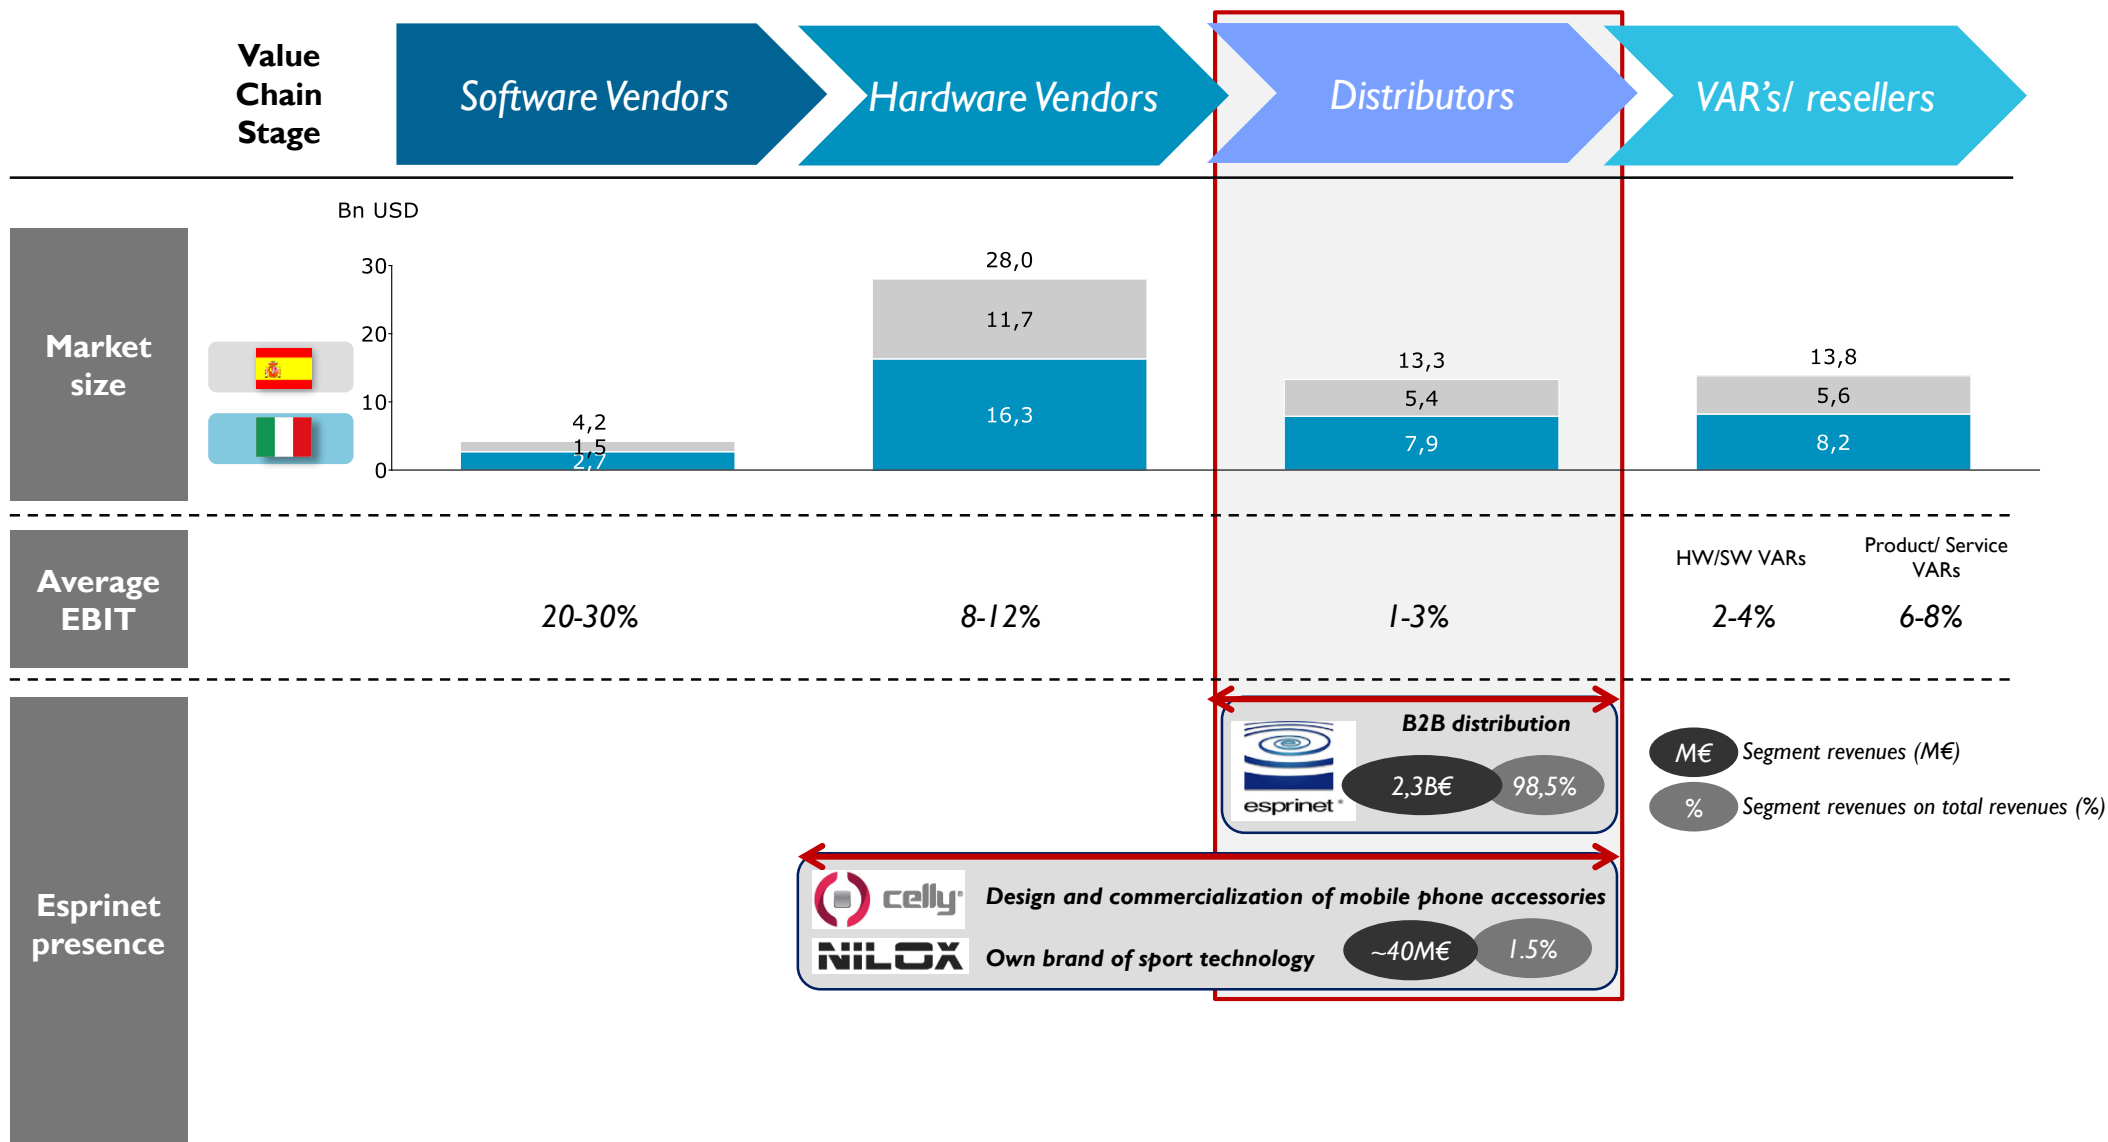 Value
Chain
Stage
Software Vendors
Hardware Vendors
Distributors
VAR's/ resellers
Bn USD
Market
size
30
20
10
0
4,2
1,5
2,7
28,0
11,7
16,3
13,3
5,4
7,9
13,8
5,6
8,2
Average
EBIT
20-30%
8-12%
1-3%
HW/SW VARs
2-4%
Product/ Service
VARs
6-8%
Esprinet
presence
B2B distribution
esprinet®
2,3B€
98,5%
M€
Segment revenues (M€)
%
Segment revenues on total revenues (%)
celly®
Design and commercialization of mobile phone accessories
NILOX
Own brand of sport technology
~40M€
1.5%